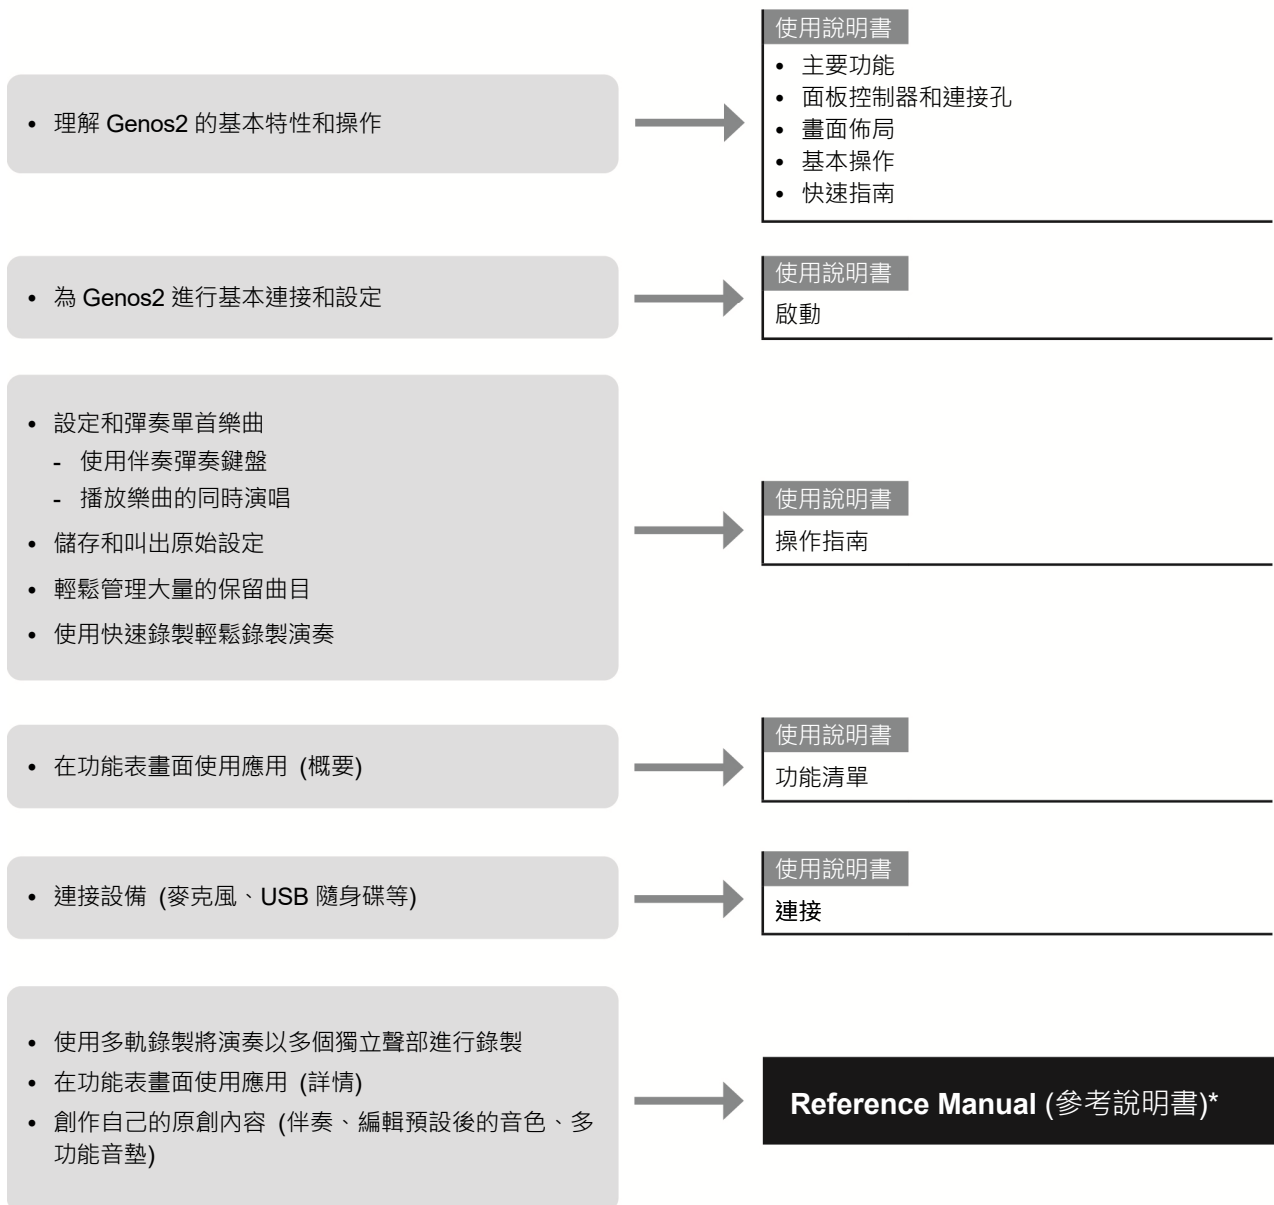 • 理解 Genos2 的基本特性和操作
使用說明書
• 主要功能
• 面板控制器和連接孔
• 畫面佈局
• 基本操作
• 快速指南
• 為 Genos2 進行基本連接和設定
使用說明書
啟動
• 設定和彈奏單首樂曲
- 使用伴奏彈奏鍵盤
- 播放樂曲的同時演唱
• 儲存和叫出原始設定
• 輕鬆管理大量的保留曲目
• 使用快速錄製輕鬆錄製演奏
使用說明書
操作指南
• 在功能表畫面使用應用 (概要)
使用說明書
功能清單
• 連接設備 (麥克風、USB 隨身碟等)
使用說明書
連接
• 使用多軌錄製將演奏以多個獨立聲部進行錄製
• 在功能表畫面使用應用 (詳情)
• 創作自己的原創內容 (伴奏、編輯預設後的音色、多
功能音墊)
Reference Manual (參考說明書)*